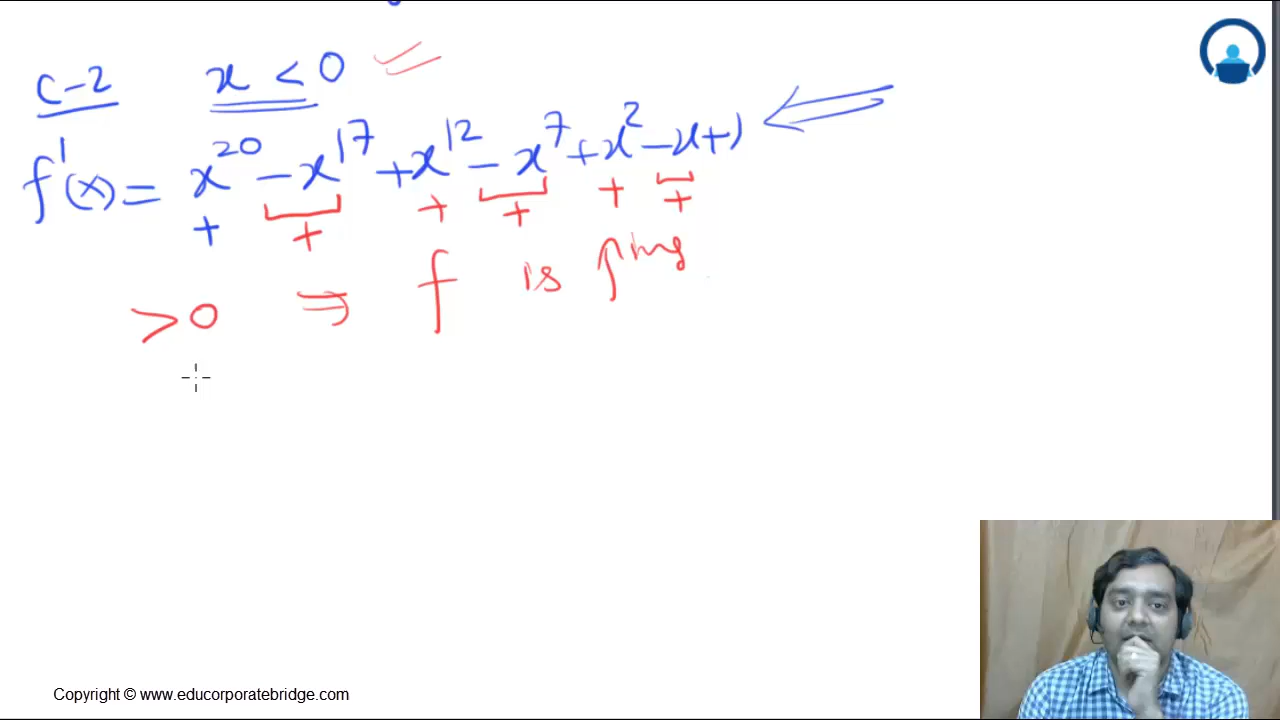 C-2 x < 0
f'(x) = x^20 - x^17 + x^12 - x^7 + x^2 - x + 1
+ + + + + +
> 0 ⇒ f is ↑ing
Copyright © www.educorporatebridge.com